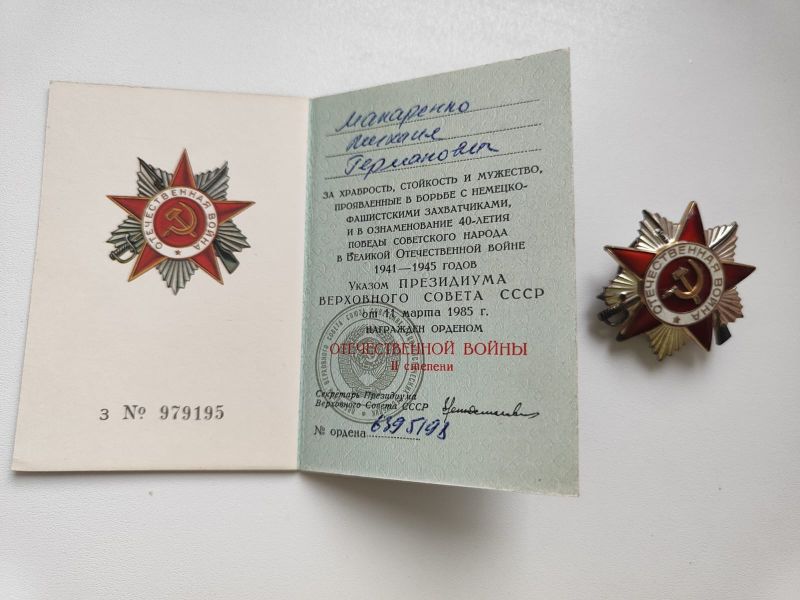 ОТЕЧЕСТВЕННАЯ ВОЙНА
З № 979195
Макаренко
Михаил
Германович
ЗА ХРАБРОСТЬ, СТОЙКОСТЬ И МУЖЕСТВО,
ПРОЯВЛЕННЫЕ В БОРЬБЕ С НЕМЕЦКО-
ФАШИСТСКИМИ ЗАХВАТЧИКАМИ,
И В ОЗНАМЕНОВАНИЕ 40-ЛЕТИЯ
ПОБЕДЫ СОВЕТСКОГО НАРОДА
В ВЕЛИКОЙ ОТЕЧЕСТВЕННОЙ ВОЙНЕ
1941—1945 ГОДОВ
УКАЗОМ ПРЕЗИДИУМА
ВЕРХОВНОГО СОВЕТА СССР
от 11 марта 1985 г.
НАГРАЖДЕН ОРДЕНОМ
ОТЕЧЕСТВЕННОЙ ВОЙНЫ
II степени
Секретарь Президиума
Верховного Совета СССР
№ ордена 6395198
ОТЕЧЕСТВЕННАЯ ВОЙНА